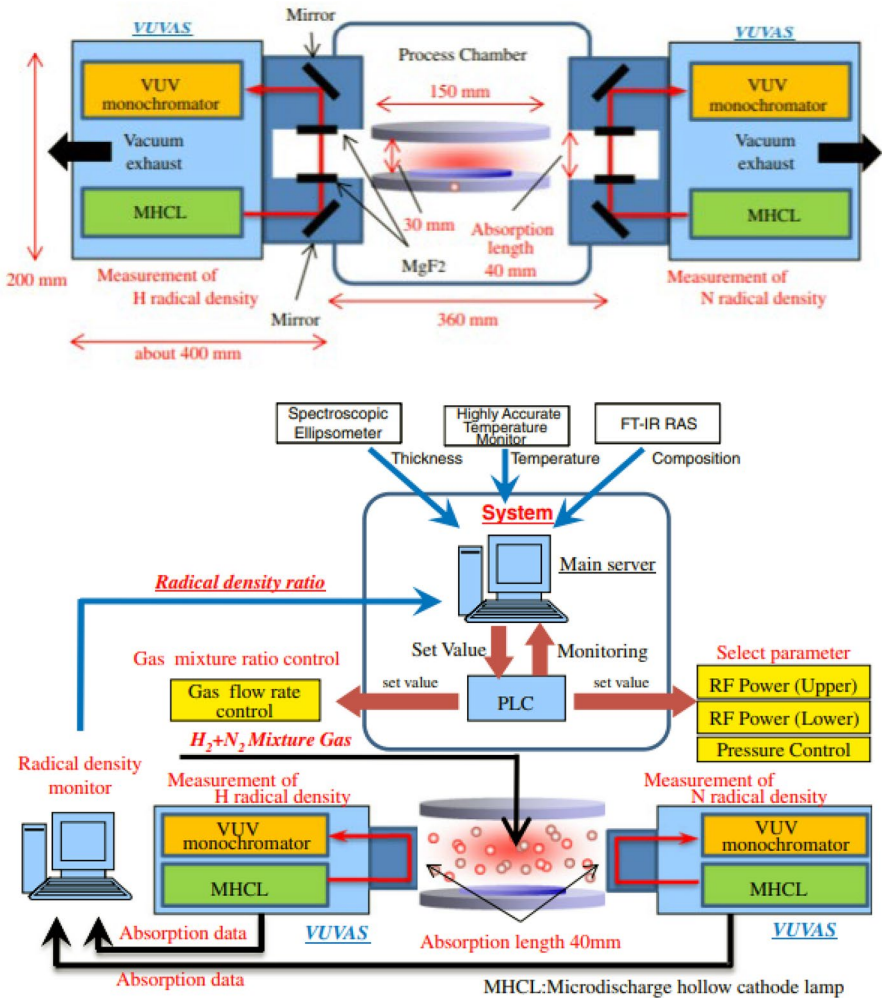 VUVAS
Mirror
VUV
monochromator
Vacuum
exhaust
MHCL
200 mm
Measurement of
H radical density
Mirror
about 400 mm
Process Chamber
150 mm
30 mm
Absorption
length
40 mm
MgF2
360 mm
VUVAS
VUV
monochromator
Vacuum
exhaust
MHCL
Measurement of
N radical density
Spectroscopic
Ellipsometer
Highly Accurate
Temperature
Monitor
FT-IR RAS
Thickness
Temperature
Composition
System
Main server
Radical density ratio
Set Value
Monitoring
Gas mixture ratio control
Select parameter
Gas flow rate
control
set value
PLC
set value
RF Power (Upper)
RF Power (Lower)
Pressure Control
H2+N2 Mixture Gas
Radical density
monitor
Measurement of
H radical density
Measurement of
N radical density
VUV
monochromator
MHCL
VUV
monochromator
MHCL
Absorption data
VUVAS
Absorption length 40mm
VUVAS
Absorption data
MHCL:Microdischarge hollow cathode lamp